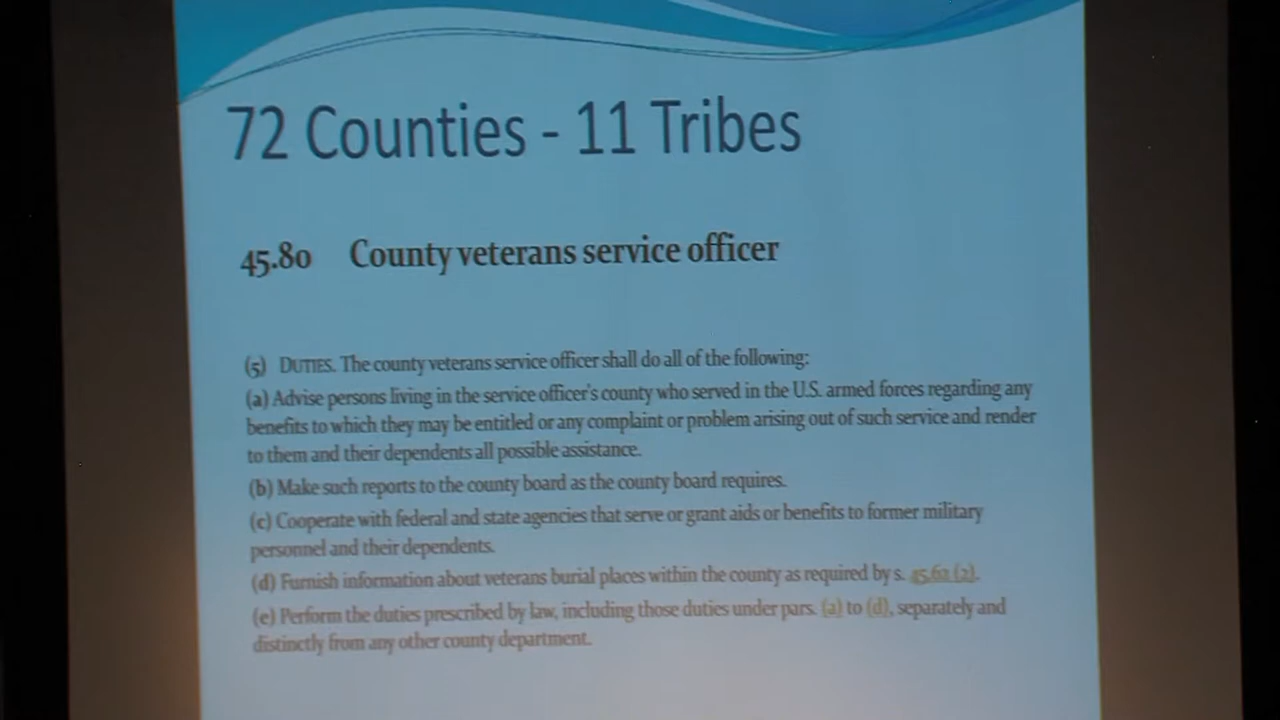 72 Counties - 11 Tribes
45.80 County veterans service officer
(5) DUTIES. The county veterans service officer shall do all of the following:
(a) Advise persons living in the service officer's county who served in the U.S. armed forces regarding any
benefits to which they may be entitled or any complaint or problem arising out of such service and render
to them and their dependents all possible assistance.
(b) Make such reports to the county board as the county board requires.
(c) Cooperate with federal and state agencies that serve or grant aids or benefits to former military
personnel and their dependents.
(d) Furnish information about veterans burial places within the county as required by s. 45.62 (2).
(e) Perform the duties prescribed by law, including those duties under pars. (a) to (d), separately and
distinctly from any other county department.